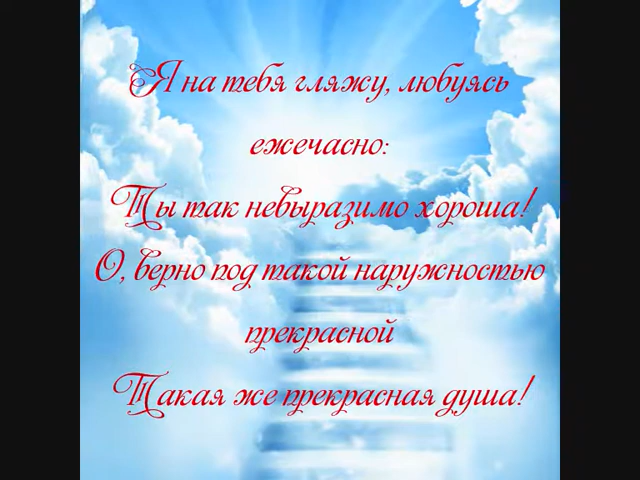 Я на тебя гляжу, любуясь
ежечасно:
Ты так невыразимо хороша!
О, верно под такой наружностью
прекрасной
Такая же прекрасная душа!